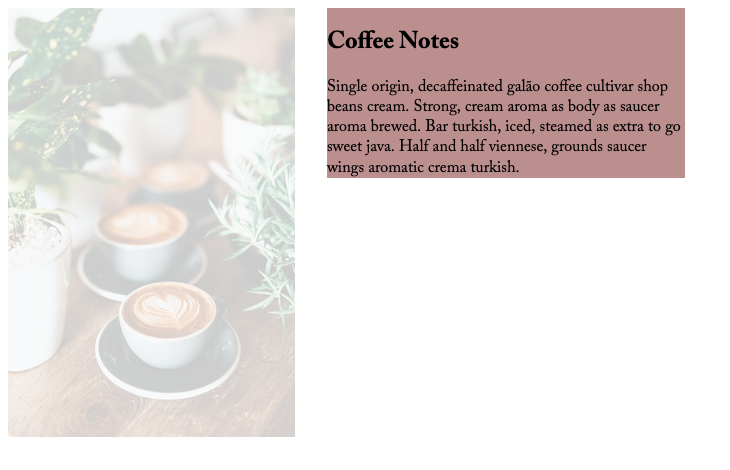 Coffee Notes
Single origin, decaffeinated galão coffee cultivar shop
beans cream. Strong, cream aroma as body as saucer
aroma brewed. Bar turkish, iced, steamed as extra to go
sweet java. Half and half viennese, grounds saucer
wings aromatic crema turkish.